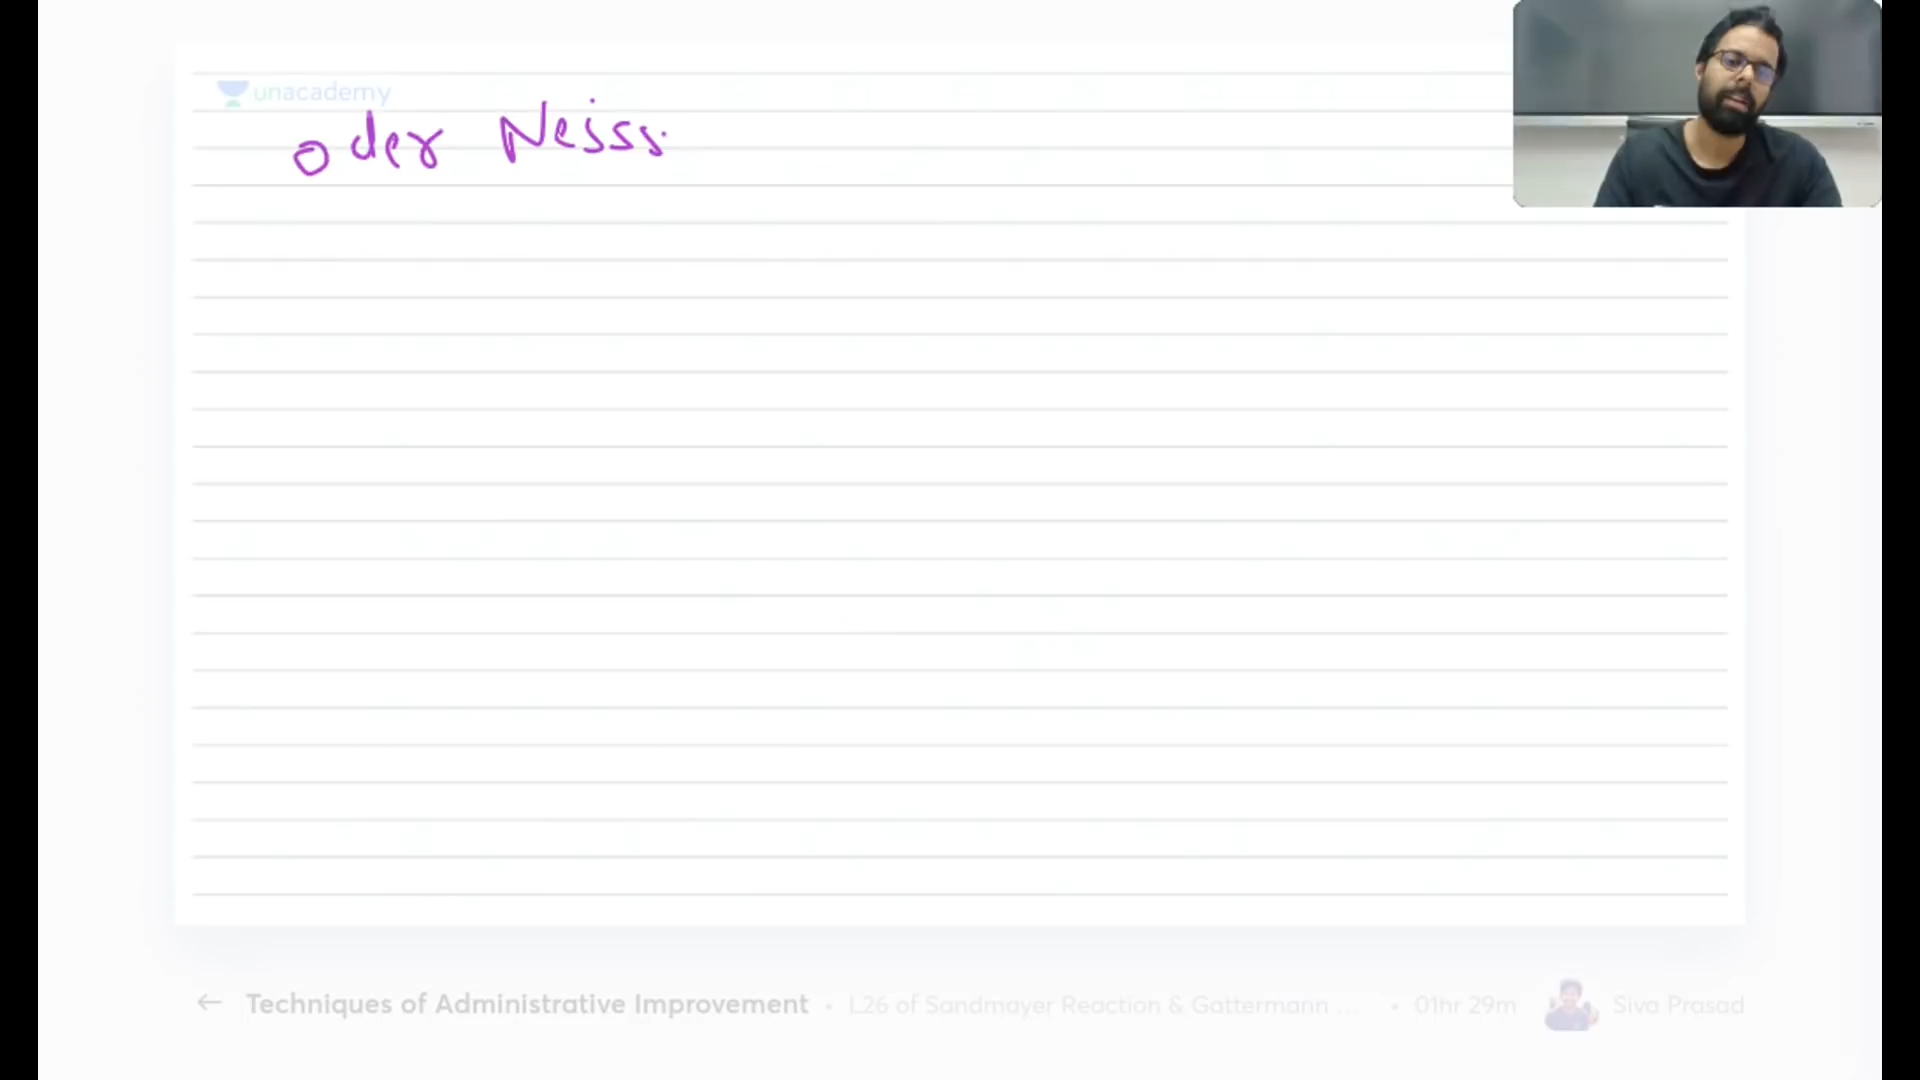 unacademy
oder Neiss.
Techniques of Administrative Improvement • L26 of Sandmayer Reaction & Gattermann ... • 01hr 29m Siva Prasad